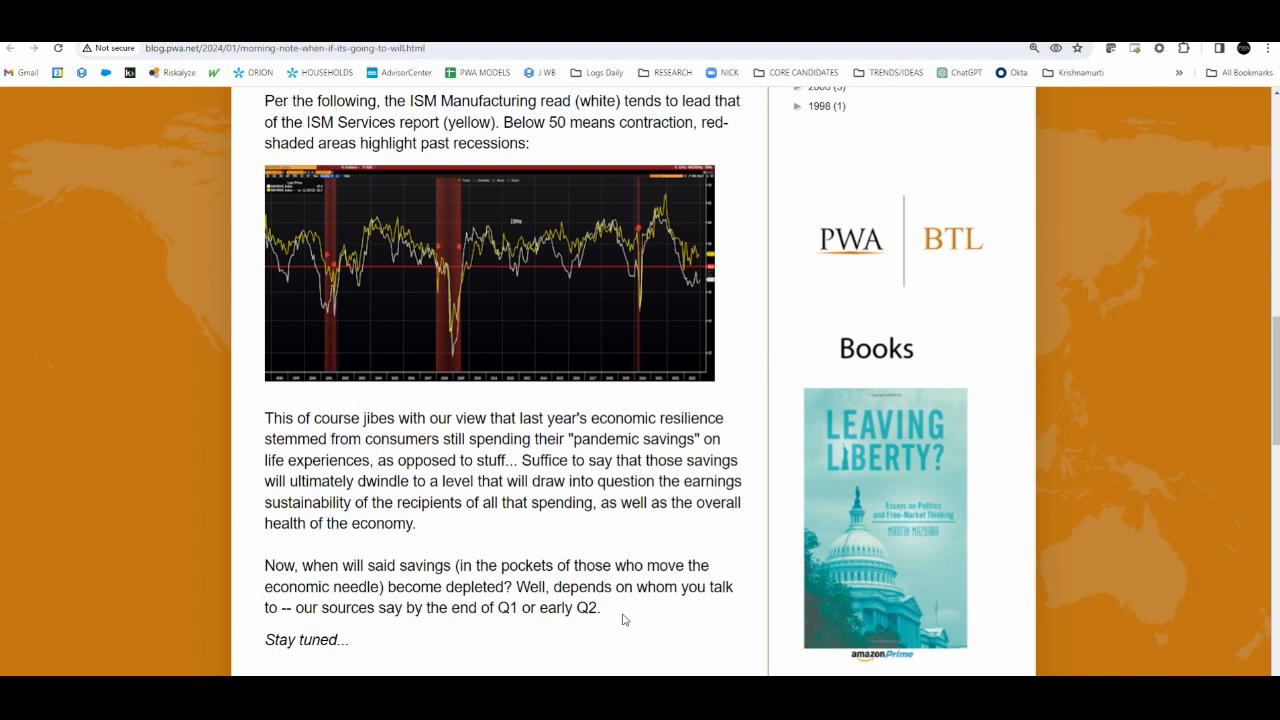 Not secure
blog.pwa.net/2024/01/morning-note-when-if-its-going-to-will.html
Gmail
Riskalyze
ORION
HOUSEHOLDS
AdvisorCenter
PWA MODELS
J WB
Logs Daily
RESEARCH
NICK
CORE CANDIDATES
TRENDS/IDEAS
ChatGPT
Okta
Krishnamurti
All Bookmarks
Per the following, the ISM Manufacturing read (white) tends to lead that
of the ISM Services report (yellow). Below 50 means contraction, red-
shaded areas highlight past recessions:
ISMs
This of course jibes with our view that last year's economic resilience
stemmed from consumers still spending their "pandemic savings" on
life experiences, as opposed to stuff... Suffice to say that those savings
will ultimately dwindle to a level that will draw into question the earnings
sustainability of the recipients of all that spending, as well as the overall
health of the economy.
Now, when will said savings (in the pockets of those who move the
economic needle) become depleted? Well, depends on whom you talk
to -- our sources say by the end of Q1 or early Q2.
Stay tuned...
1998 (1)
PWA
BTL
Books
LEAVING
LIBERTY?
Essays on Politics
and Free-Market Thinking
amazonPrime